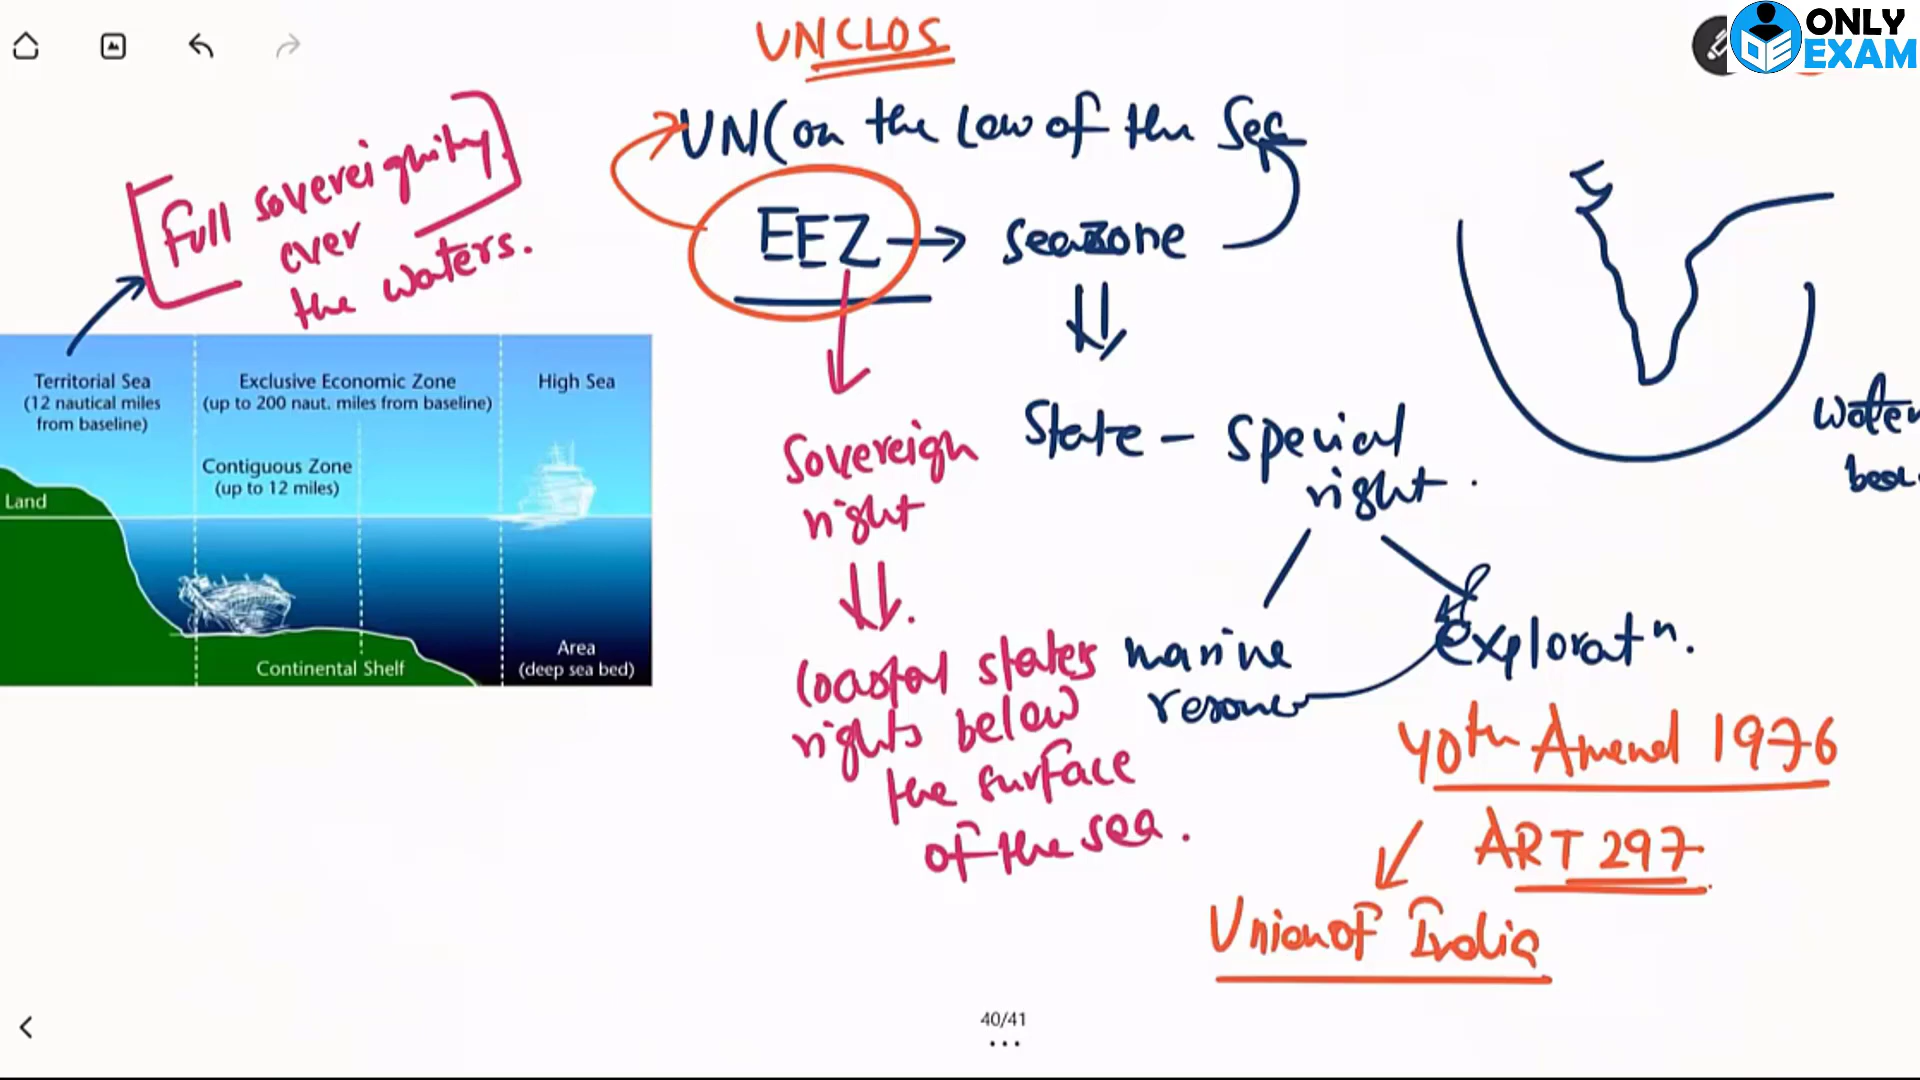 ONLY
EXAM
UNCLOS
UN(on the Law of the Sea
Full sovereignity
over
the waters.
EEZ → seazone
Territorial Sea
(12 nautical miles
from baseline)
Exclusive Economic Zone
(up to 200 naut. miles from baseline)
High Sea
Contiguous Zone
(up to 12 miles)
Land
Continental Shelf
Area
(deep sea bed)
Sovereign
right
Coastal states
rights below
the surface
of the sea.
State - special
right.
marine
resource
exploratn.
water
40th Amend 1976
ART 297
Union of India
40/41